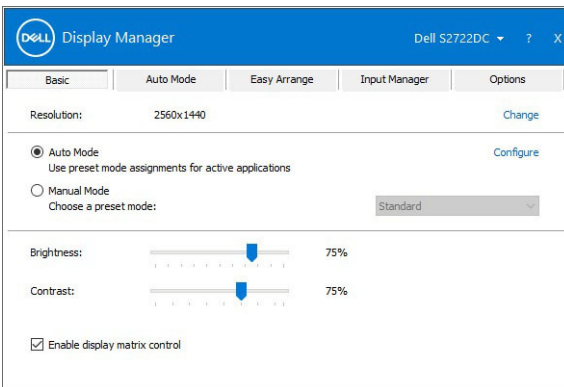 DELL Display Manager Dell S2722DC ? X
Basic Auto Mode Easy Arrange Input Manager Options
Resolution: 2560x1440 Change
Auto Mode Configure
Use preset mode assignments for active applications
Manual Mode
Choose a preset mode: Standard
Brightness: 75%
Contrast: 75%
Enable display matrix control